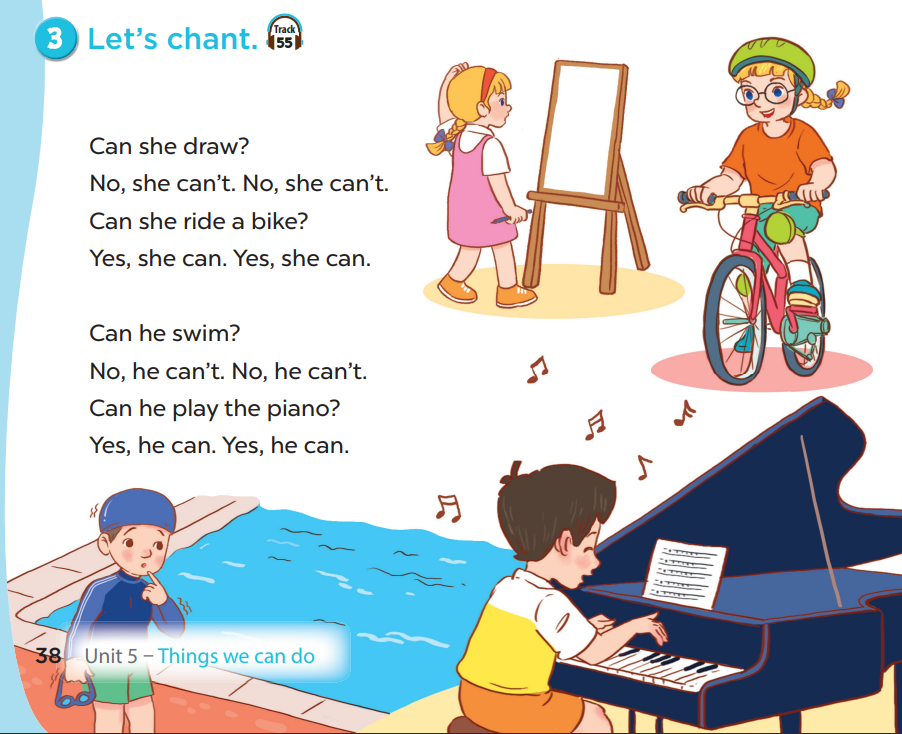 3 Let's chant. Track 55
Can she draw?
No, she can't. No, she can't.
Can she ride a bike?
Yes, she can. Yes, she can.
Can he swim?
No, he can't. No, he can't.
Can he play the piano?
Yes, he can. Yes, he can.
38 Unit 5 – Things we can do